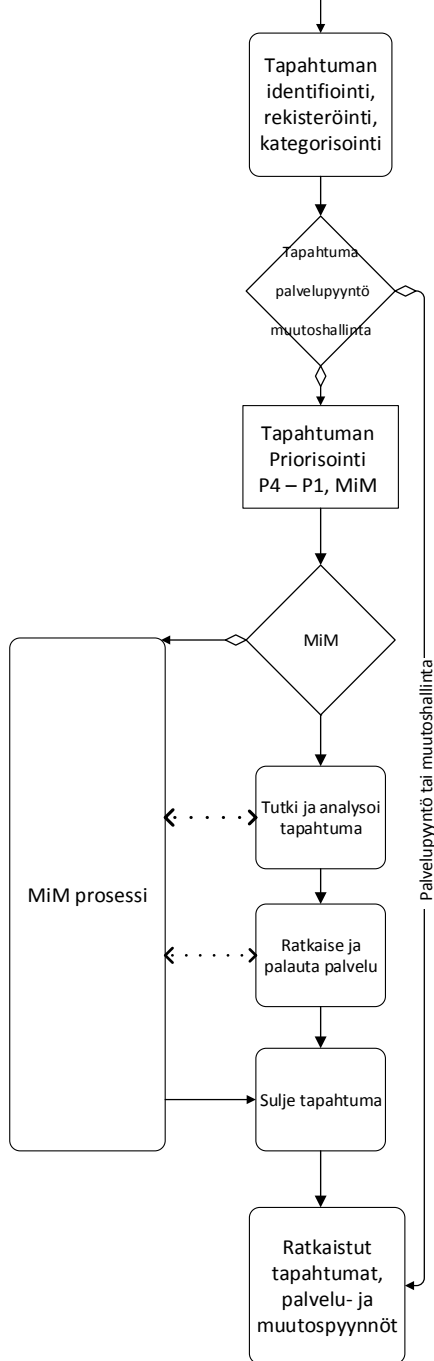 Tapahtuman
identifiointi,
rekisteröinti,
kategorisointi
Tapahtuma
palvelupyyntö
muutoshallinta
Tapahtuman
Priorisointi
P4 – P1, MiM
MiM
Palvelupyyntö tai muutoshallinta
Tutki ja analysoi
tapahtuma
MiM prosessi
Ratkaise ja
palauta palvelu
Sulje tapahtuma
Ratkaistut
tapahtumat,
palvelu- ja
muutospyynnöt